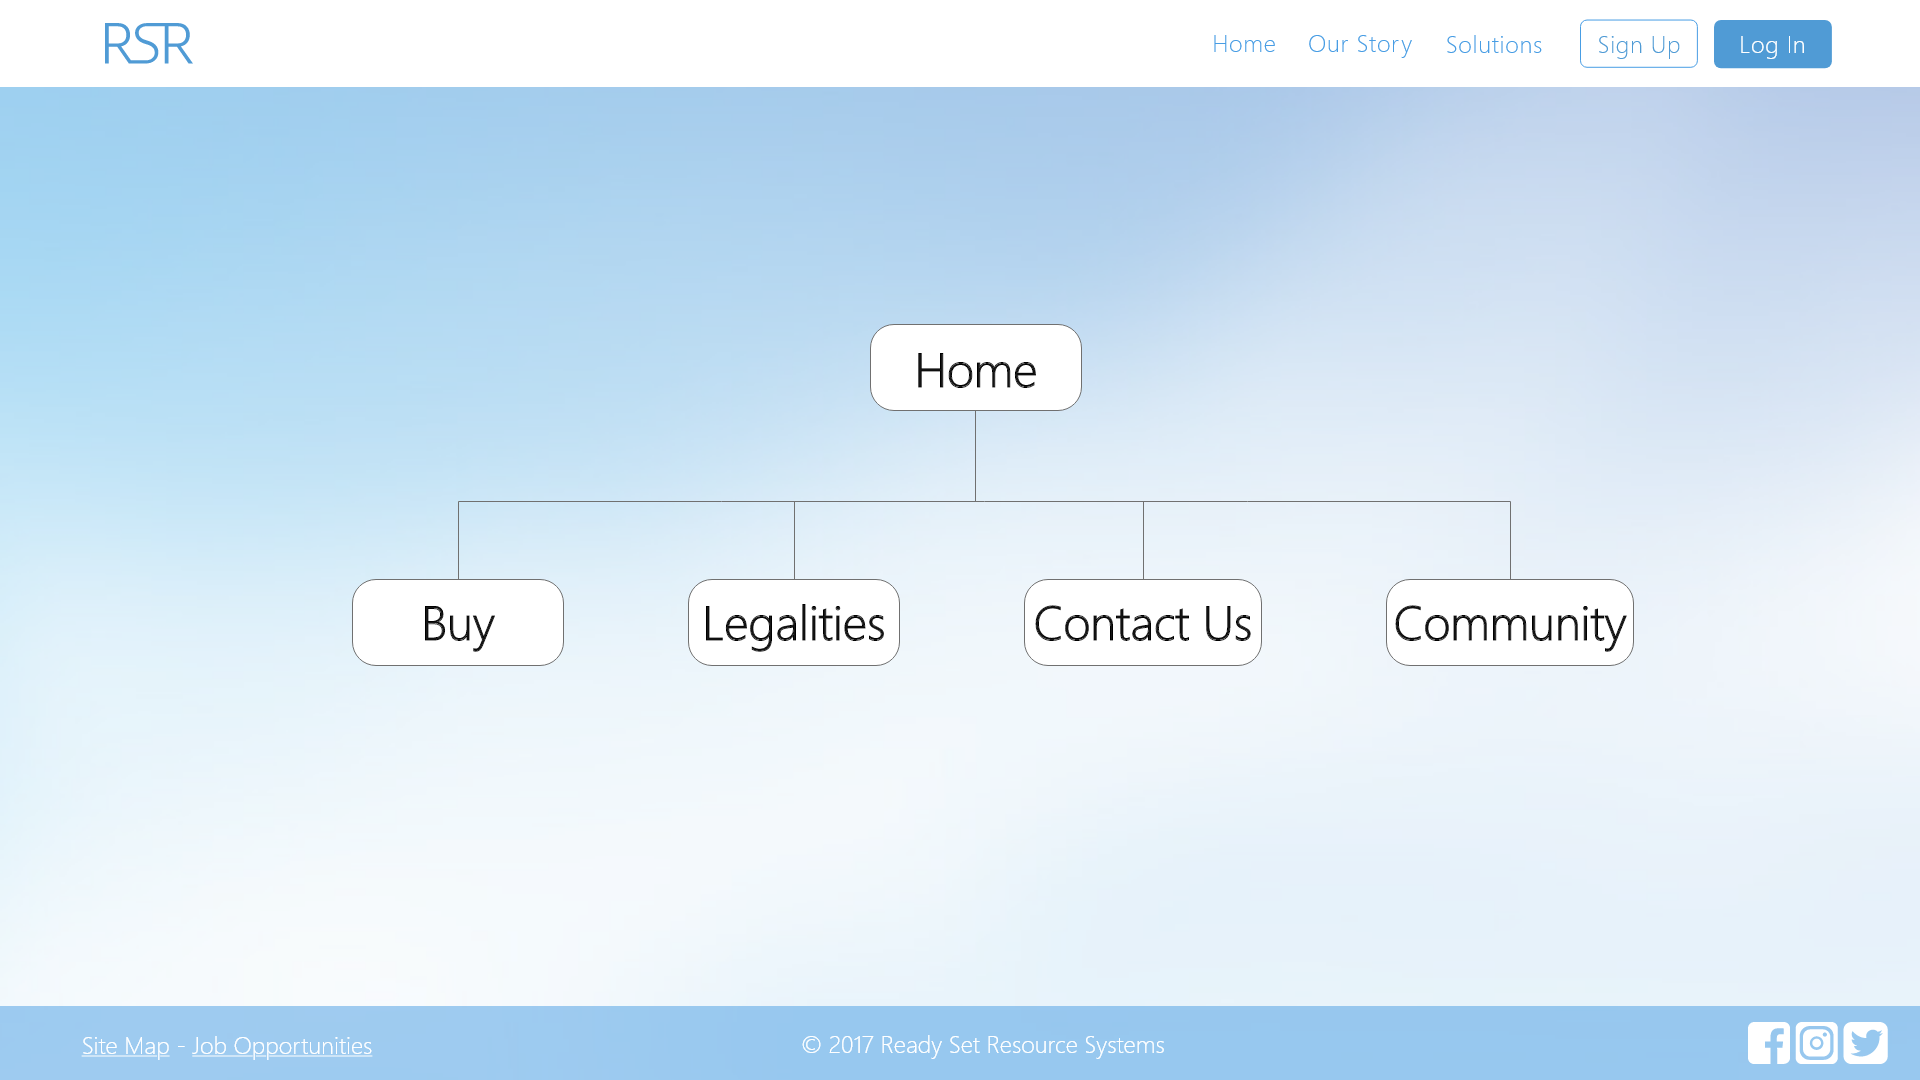 RSR
Home Our Story Solutions Sign Up Log In
Home
Buy Legalities Contact Us Community
Site Map - Job Opportunities © 2017 Ready Set Resource Systems